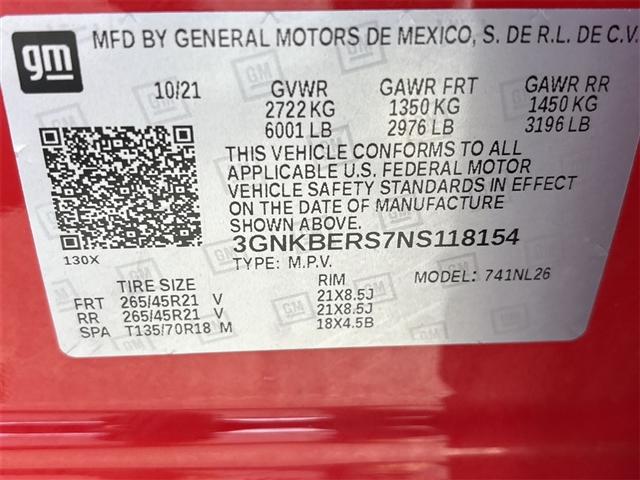 gm
MFD BY GENERAL MOTORS DE MEXICO, S. DE R.L. DE C.V.
10/21 GVWR GAWR FRT GAWR RR
2722 KG 1350 KG 1450 KG
6001 LB 2976 LB 3196 LB
THIS VEHICLE CONFORMS TO ALL
APPLICABLE U.S. FEDERAL MOTOR
VEHICLE SAFETY STANDARDS IN EFFECT
ON THE DATE OF MANUFACTURE
SHOWN ABOVE.
3GNKBERS7NS118154
130X
TYPE: M.P.V. MODEL: 741NL26
TIRE SIZE RIM
FRT 265/45R21 V 21X8.5J
RR 265/45R21 V 21X8.5J
SPA T135/70R18 M 18X4.5B